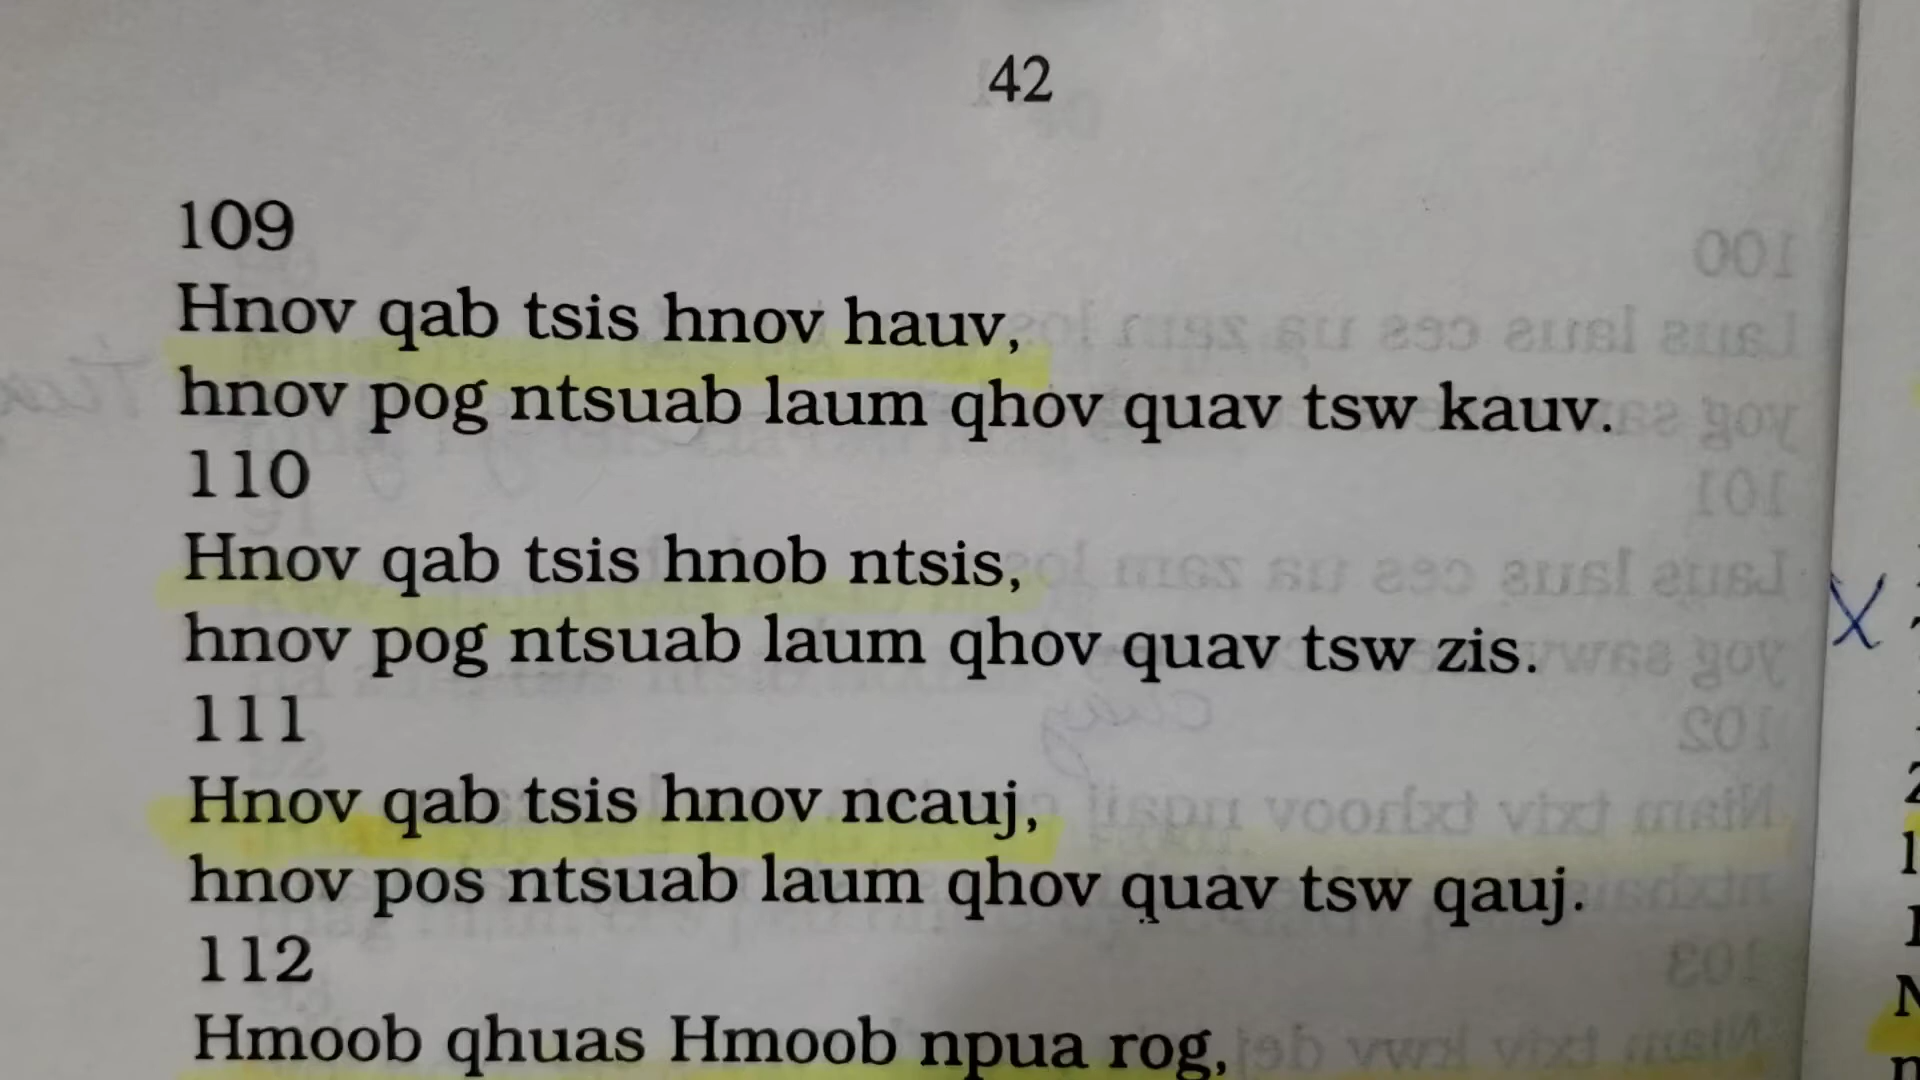 42
109
Hnov qab tsis hnov hauv,
hnov pog ntsuab laum qhov quav tsw kauv.
110
Hnov qab tsis hnob ntsis,
hnov pog ntsuab laum qhov quav tsw zis.
111
Hnov qab tsis hnov ncauj,
hnov pos ntsuab laum qhov quav tsw qauj.
112
Hmoob qhuas Hmoob npua rog,
X